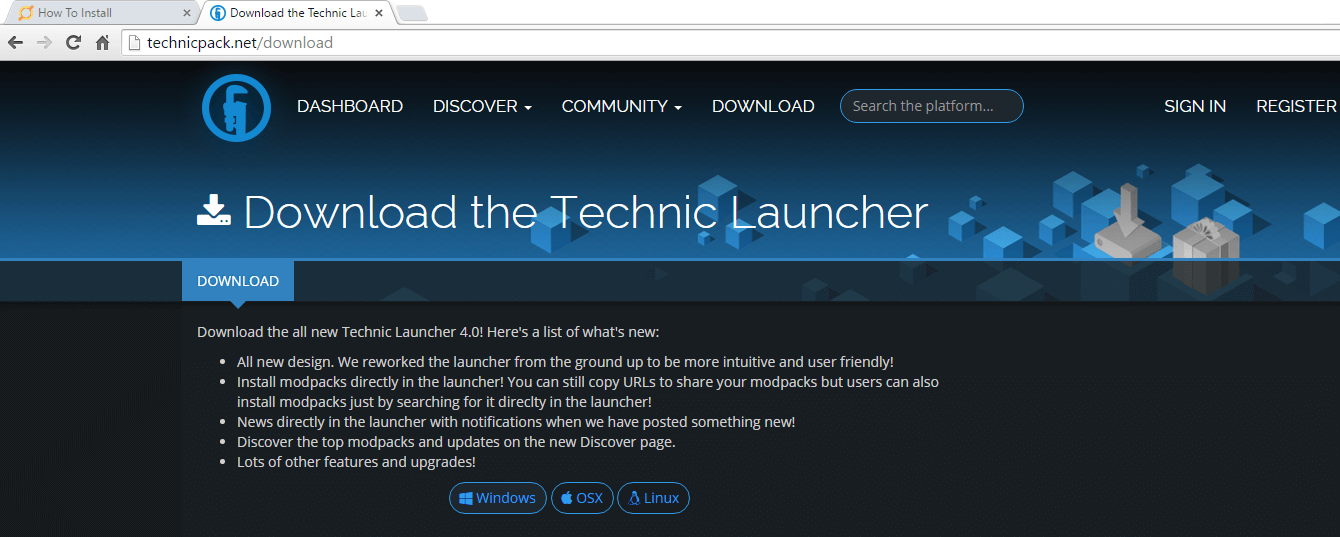 How To Install
Download the Technic Lau
technicpack.net/download
DASHBOARD DISCOVER COMMUNITY DOWNLOAD Search the platform... SIGN IN REGISTER
Download the Technic Launcher
DOWNLOAD
Download the all new Technic Launcher 4.0! Here's a list of what's new:
All new design. We reworked the launcher from the ground up to be more intuitive and user friendly!
Install modpacks directly in the launcher! You can still copy URLs to share your modpacks but users can also
install modpacks just by searching for it direclty in the launcher!
News directly in the launcher with notifications when we have posted something new!
Discover the top modpacks and updates on the new Discover page.
Lots of other features and upgrades!
Windows OSX Linux